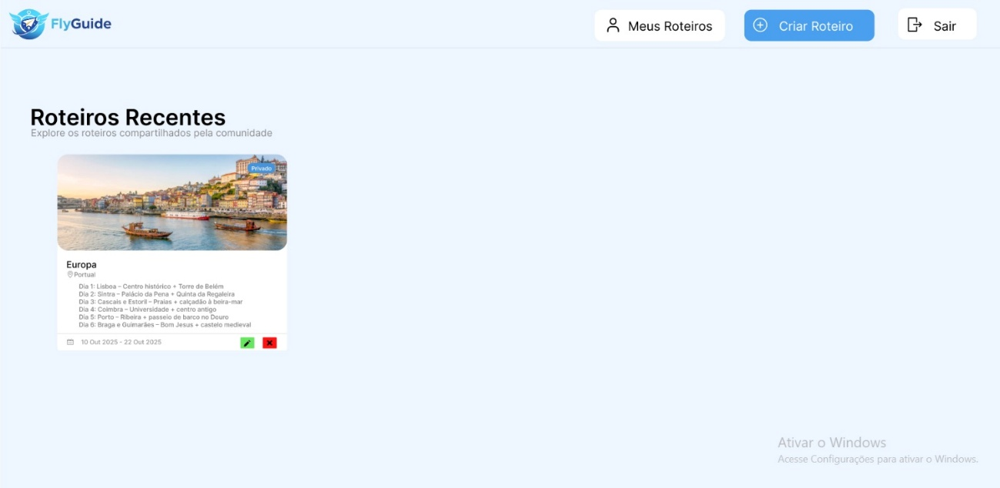 FlyGuide
Meus Roteiros
Criar Roteiro
Sair
Roteiros Recentes
Explore os roteiros compartilhados pela comunidade
Privado
Europa
Portual
Dia 1: Lisboa – Centro histórico + Torre de Belém
Dia 2: Sintra – Palácio da Pena + Quinta da Regaleira
Dia 3: Cascais e Estoril – Praias + calçadão à beira-mar
Dia 4: Coimbra – Universidade + centro antigo
Dia 5: Porto – Ribeira + passeio de barco no Douro
Dia 6: Braga e Guimarães – Bom Jesus + castelo medieval
10 Out 2025 - 22 Out 2025
Ativar o Windows
Acesse Configurações para ativar o Windows.